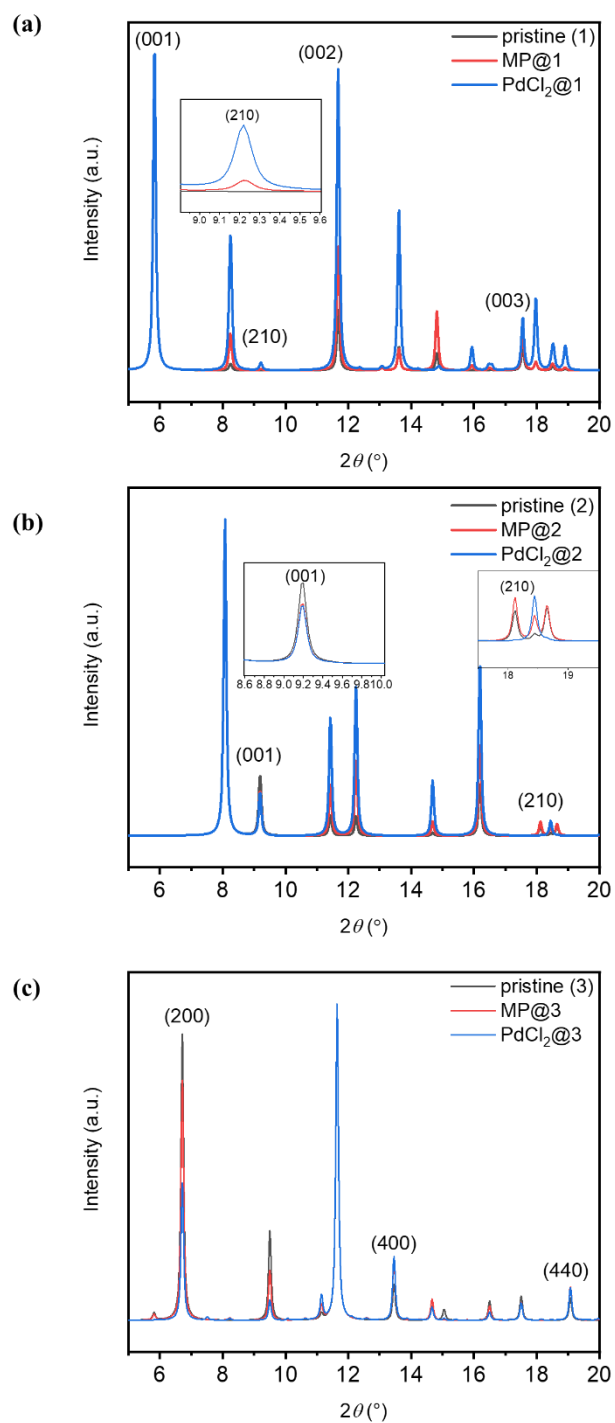 (a)
(001)
(002)
pristine (1)
MP@1
PdCl₂@1
(210)
9.0 9.1 9.2 9.3 9.4 9.5 9.6
(210)
(003)
Intensity (a.u.)
6 8 10 12 14 16 18 20
2θ (°)
(b)
pristine (2)
MP@2
PdCl₂@2
(001)
8.6 8.8 9.0 9.2 9.4 9.6 9.8 10.0
(210)
18 19
(001)
(210)
Intensity (a.u.)
6 8 10 12 14 16 18 20
2θ (°)
(c)
(200)
pristine (3)
MP@3
PdCl₂@3
(400)
(440)
Intensity (a.u.)
6 8 10 12 14 16 18 20
2θ (°)